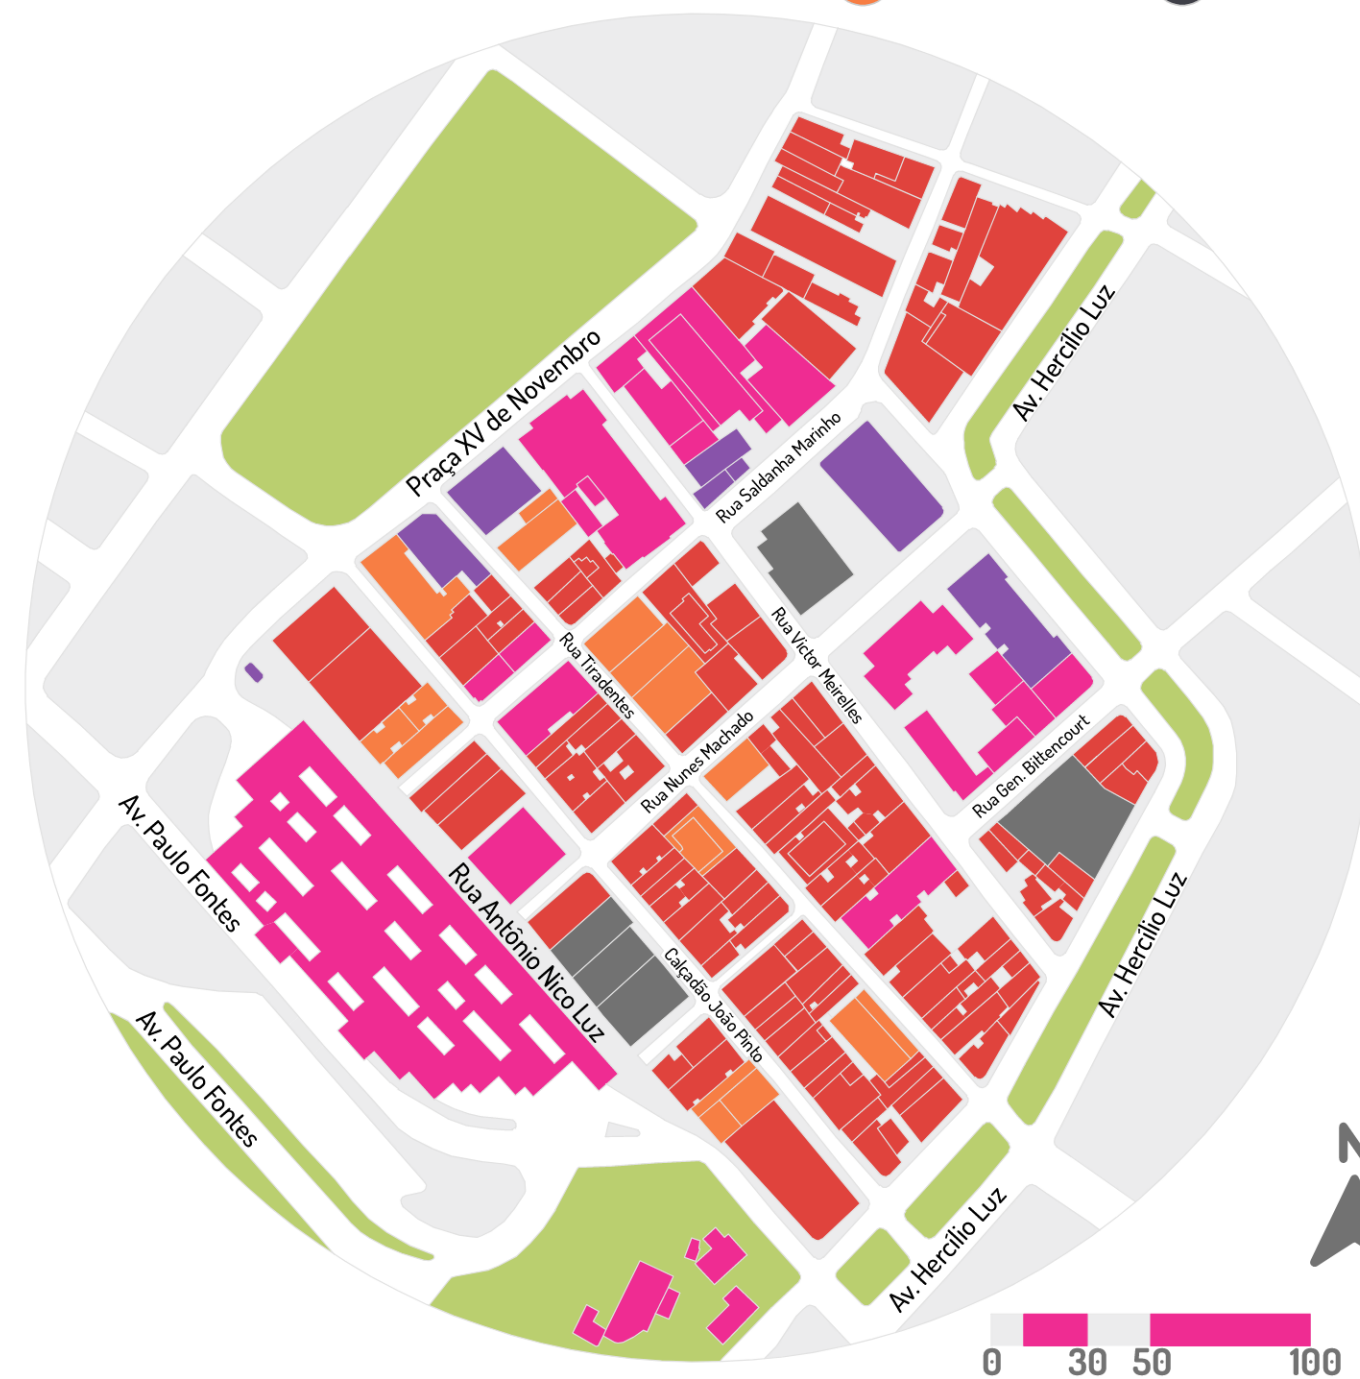 Praça XV de Novembro
Av. Hercílio Luz
Rua Saldanha Marinho
Rua Victor Meirelles
Rua Tiradentes
Rua Nunes Machado
Rua Gen. Bittencourt
Av. Paulo Fontes
Rua Antônio Nico Luz
Calçadão João Pinto
Av. Hercílio Luz
Av. Paulo Fontes
Av. Hercílio Luz
0 30 50 100